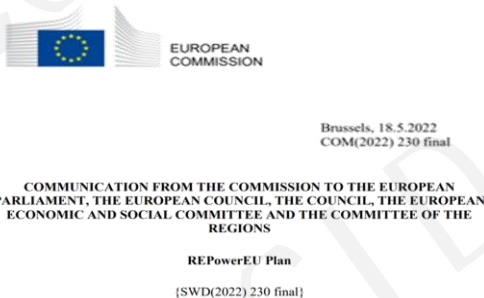 EUROPEAN
COMMISSION
Brussels, 18.5.2022
COM(2022) 230 final
COMMUNICATION FROM THE COMMISSION TO THE EUROPEAN
PARLIAMENT, THE EUROPEAN COUNCIL, THE COUNCIL, THE EUROPEAN
ECONOMIC AND SOCIAL COMMITTEE AND THE COMMITTEE OF THE
REGIONS
REPowerEU Plan
{SWD(2022) 230 final}